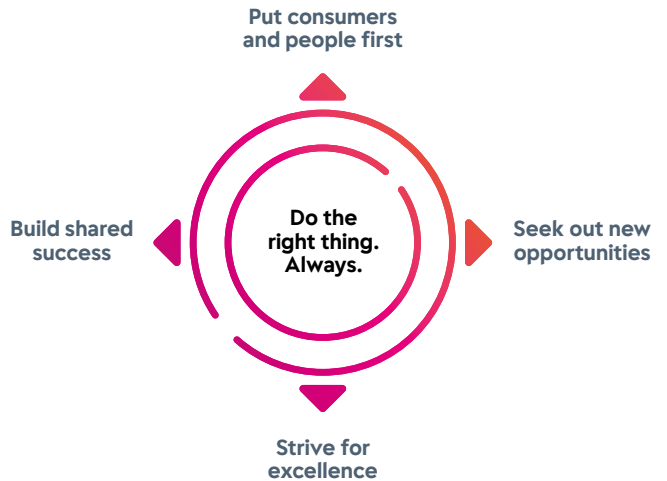 Put consumers
and people first
Build shared
success
Do the
right thing.
Always.
Seek out new
opportunities
Strive for
excellence